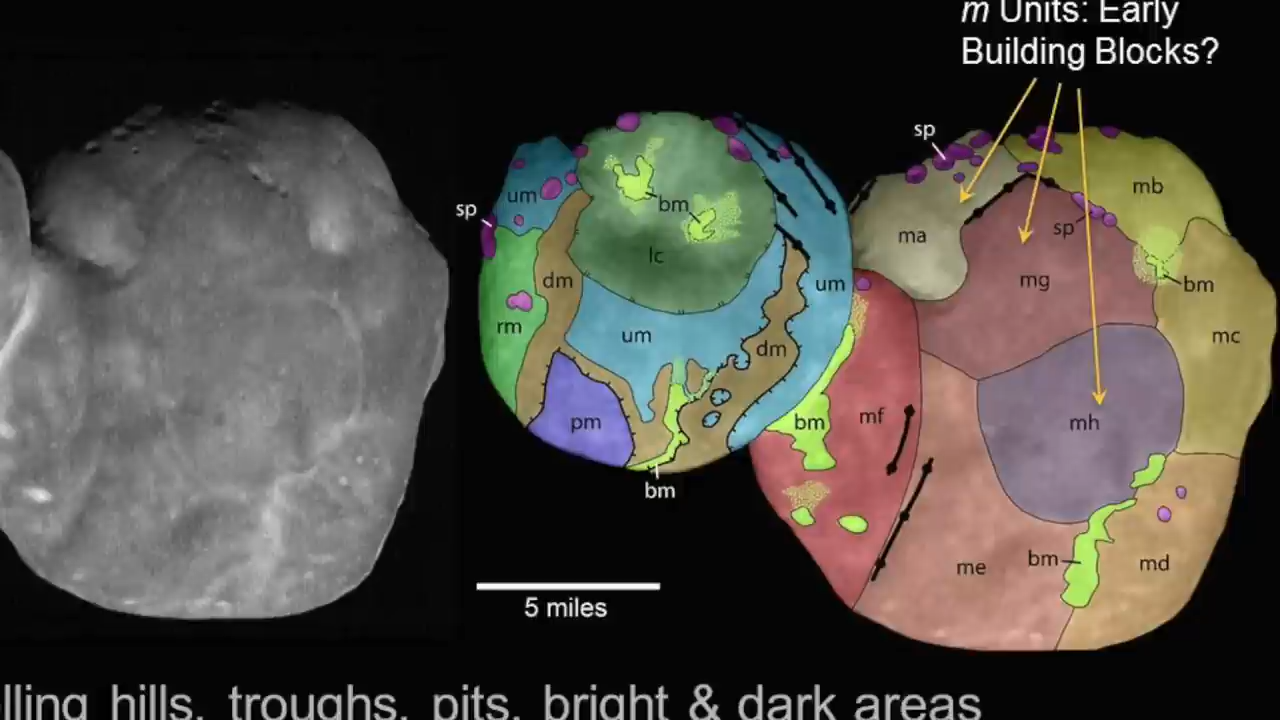 m Units: Early
Building Blocks?
sp
um
sp
bm
mb
ma
sp
lc
dm
mg
um
bm
rm
um
dm
mc
pm
bm
mf
mh
bm
bm
me
md
5 miles
lling hills, troughs, pits, bright & dark areas